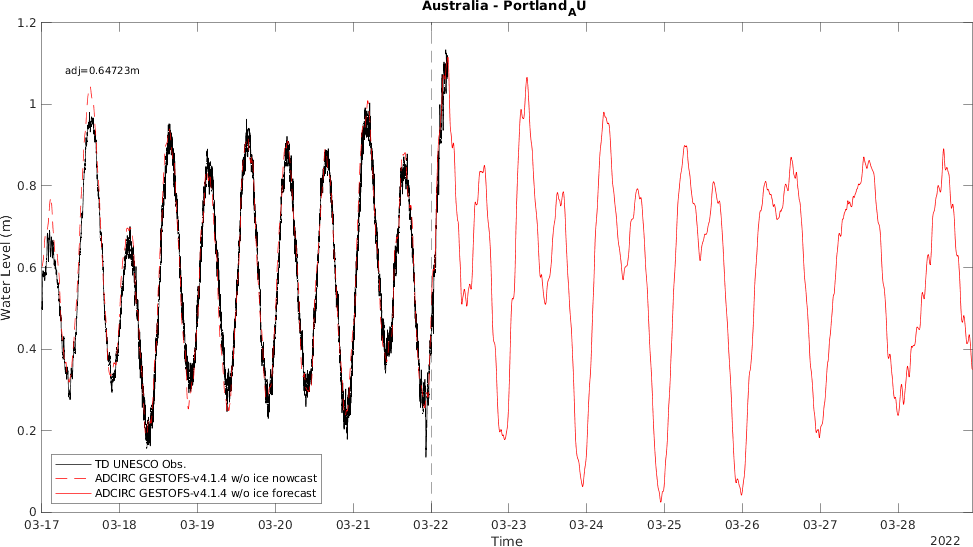 Australia - Portland_AU
1.2
adj=0.64723m
1
0.8
0.6
0.4
0.2
0
Water Level (m)
TD UNESCO Obs.
ADCIRC GESTOFS-v4.1.4 w/o ice nowcast
ADCIRC GESTOFS-v4.1.4 w/o ice forecast
03-17 03-18 03-19 03-20 03-21 03-22 03-23 03-24 03-25 03-26 03-27 03-28
Time
2022